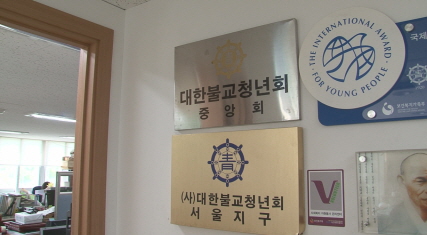 대한불교청년회
중앙회
青
(사)대한불교청년회
서울지구
THE INTERNATIONAL AWARD
· FOR YOUNG PEOPLE ·
국제